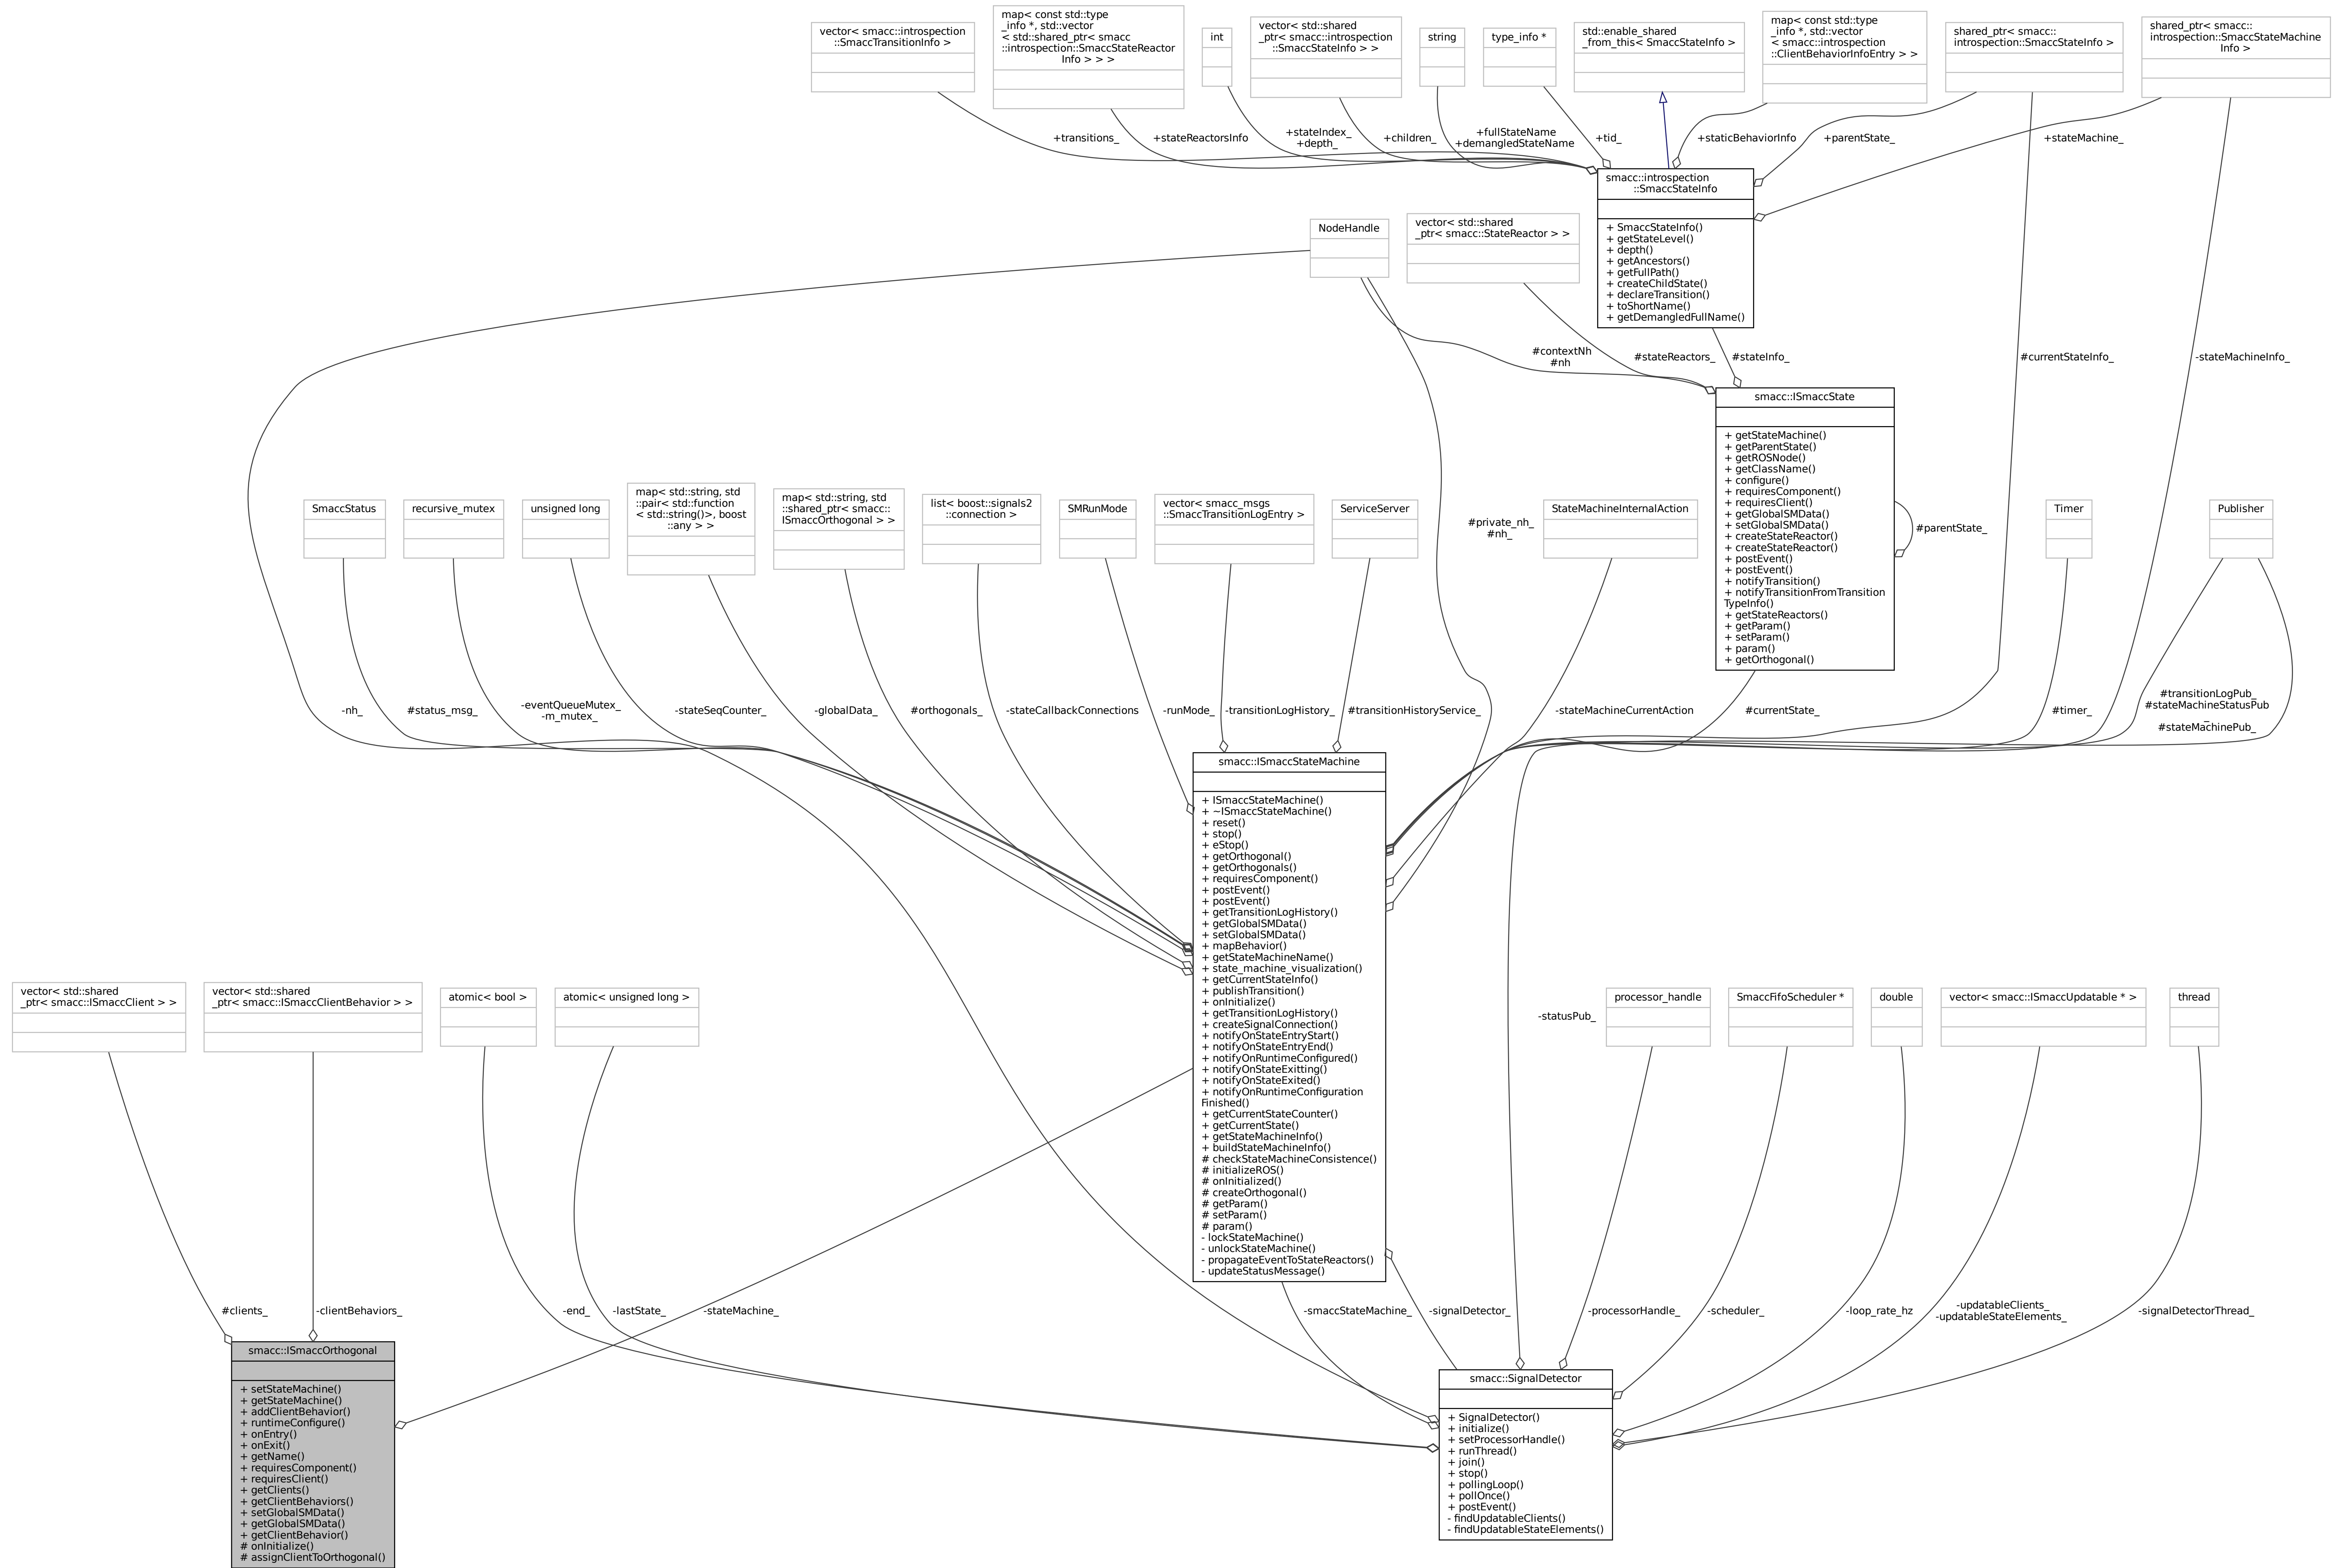 vector< smacc::introspection
::SmaccTransitionInfo >
map< const std::type
_info *, std::vector
< std::shared_ptr< smacc
::introspection::SmaccStateReactor
Info > > >
int
vector< std::shared
_ptr< smacc::introspection
::SmaccStateInfo > >
string
type_info *
std::enable_shared
_from_this< SmaccStateInfo >
map< const std::type
_info *, std::vector
< smacc::introspection
::ClientBehaviorInfoEntry > >
shared_ptr< smacc::
introspection::SmaccStateInfo >
shared_ptr< smacc::
introspection::SmaccStateMachine
Info >
+transitions_
+stateReactorsInfo
+stateIndex_
+depth_
+children_
+fullStateName
+demangledStateName
+tid_
+staticBehaviorInfo
+parentState_
+stateMachine_
smacc::introspection
::SmaccStateInfo
+ SmaccStateInfo()
+ getStateLevel()
+ depth()
+ getAncestors()
+ getFullPath()
+ createChildState()
+ declareTransition()
+ toShortName()
+ getDemangledFullName()
NodeHandle
vector< std::shared
_ptr< smacc::StateReactor > >
#contextNh
#nh
#stateReactors_
#stateInfo_
#currentStateInfo_
-stateMachineInfo_
smacc::ISmaccState
+ getStateMachine()
+ getParentState()
+ getROSNode()
+ getClassName()
+ configure()
+ requiresComponent()
+ requiresClient()
+ getGlobalSMData()
+ setGlobalSMData()
+ createStateReactor()
+ createStateReactor()
+ postEvent()
+ postEvent()
+ notifyTransition()
+ notifyTransitionFromTransition
TypeInfo()
+ getStateReactors()
+ getParam()
+ setParam()
+ param()
+ getOrthogonal()
#parentState_
SmaccStatus
recursive_mutex
unsigned long
map< std::string, std
::pair< std::function
< std::string()>, boost
::any > >
map< std::string, std
::shared_ptr< smacc::
ISmaccOrthogonal > >
list< boost::signals2
::connection >
SMRunMode
vector< smacc_msgs
::SmaccTransitionLogEntry >
ServiceServer
#private_nh_
#nh_
StateMachineInternalAction
Timer
Publisher
-nh_
#status_msg_
-eventQueueMutex_
-m_mutex_
-stateSeqCounter_
-globalData_
#orthogonals_
-stateCallbackConnections
-runMode_
-transitionLogHistory_
#transitionHistoryService_
-stateMachineCurrentAction
#currentState_
#timer_
#transitionLogPub_
#stateMachineStatusPub
_
#stateMachinePub_
smacc::ISmaccStateMachine
+ ISmaccStateMachine()
+ ~ISmaccStateMachine()
+ reset()
+ stop()
+ eStop()
+ getOrthogonal()
+ getOrthogonals()
+ requiresComponent()
+ postEvent()
+ postEvent()
+ getTransitionLogHistory()
+ getGlobalSMData()
+ setGlobalSMData()
+ mapBehavior()
+ getStateMachineName()
+ state_machine_visualization()
+ getCurrentStateInfo()
+ publishTransition()
+ onInitialize()
+ getTransitionLogHistory()
+ createSignalConnection()
+ notifyOnStateEntryStart()
+ notifyOnStateEntryEnd()
+ notifyOnRuntimeConfigured()
+ notifyOnStateExitting()
+ notifyOnStateExited()
+ notifyOnRuntimeConfiguration
Finished()
+ getCurrentStateCounter()
+ getCurrentState()
+ getStateMachineInfo()
+ buildStateMachineInfo()
# checkStateMachineConsistence()
# initializeROS()
# onInitialized()
# createOrthogonal()
# getParam()
# setParam()
# param()
- lockStateMachine()
- unlockStateMachine()
- propagateEventToStateReactors()
- updateStatusMessage()
vector< std::shared
_ptr< smacc::ISmaccClient > >
vector< std::shared
_ptr< smacc::ISmaccClientBehavior > >
atomic< bool >
atomic< unsigned long >
-statusPub_
processor_handle
SmaccFifoScheduler *
double
vector< smacc::ISmaccUpdatable * >
thread
#clients_
-clientBehaviors_
-end_
-lastState_
-stateMachine_
-smaccStateMachine_
-signalDetector_
-processorHandle_
-scheduler_
-loop_rate_hz
-updatableClients_
-updatableStateElements_
-signalDetectorThread_
smacc::ISmaccOrthogonal
+ setStateMachine()
+ getStateMachine()
+ addClientBehavior()
+ runtimeConfigure()
+ onEntry()
+ onExit()
+ getName()
+ requiresComponent()
+ requiresClient()
+ getClients()
+ getClientBehaviors()
+ setGlobalSMData()
+ getGlobalSMData()
+ getClientBehavior()
# onInitialize()
# assignClientToOrthogonal()
smacc::SignalDetector
+ SignalDetector()
+ initialize()
+ setProcessorHandle()
+ runThread()
+ join()
+ stop()
+ pollingLoop()
+ pollOnce()
+ postEvent()
- findUpdatableClients()
- findUpdatableStateElements()